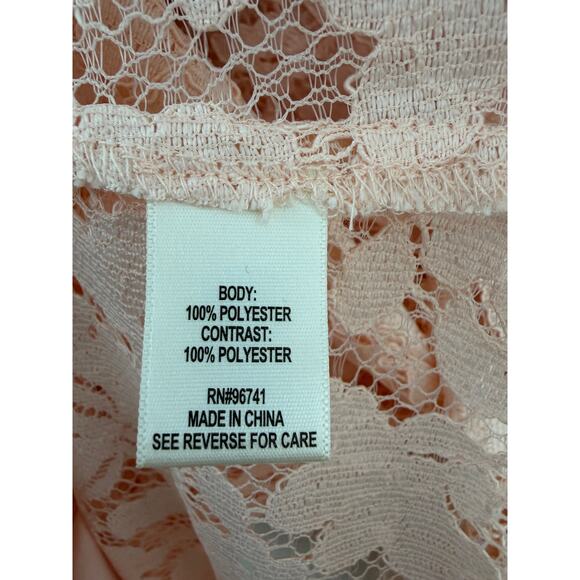 BODY:
100% POLYESTER
CONTRAST:
100% POLYESTER
RN#96741
MADE IN CHINA
SEE REVERSE FOR CARE